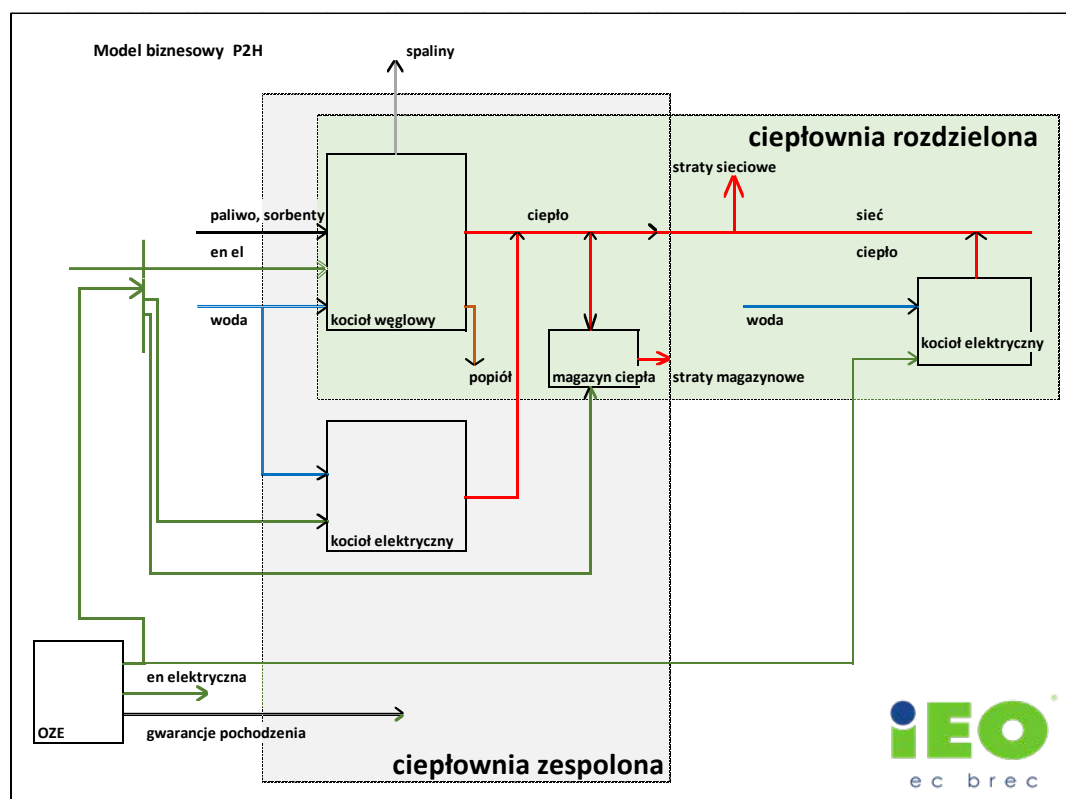 Model biznesowy P2H
spaliny
ciepłownia rozdzielona
straty sieciowe
paliwo, sorbenty
ciepło
sieć
en el
ciepło
woda
kocioł węglowy
woda
kocioł elektryczny
popiół
magazyn ciepła
straty magazynowe
kocioł elektryczny
en elektryczna
OZE
gwarancje pochodzenia
ciepłownia zespolona
iEO
ec brec